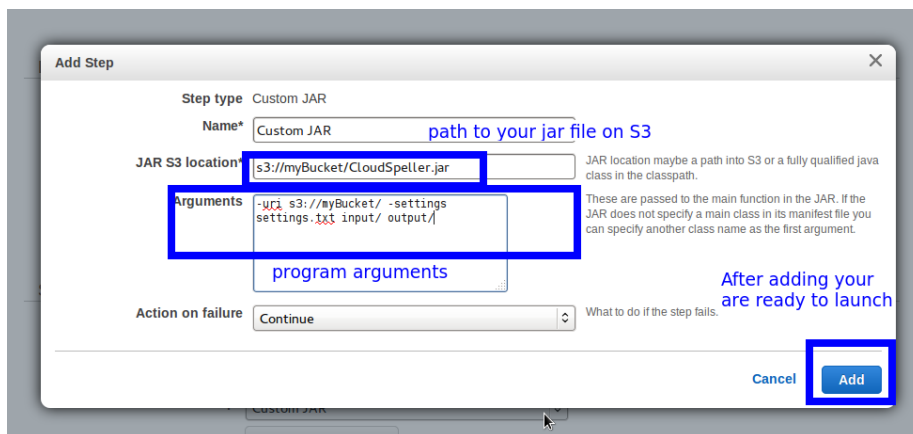 Add Step
Step type Custom JAR
Name* Custom JAR
path to your jar file on S3
JAR S3 location* s3://myBucket/CloudSpeller.jar
JAR location maybe a path into S3 or a fully qualified java
class in the classpath.
Arguments -uri s3://myBucket/ -settings
settings.txt input/ output/
These are passed to the main function in the JAR. If the
JAR does not specify a main class in its manifest file you
can specify another class name as the first argument.
program arguments
After adding your
are ready to launch
Action on failure Continue
What to do if the step fails.
Cancel Add
Custom JAR